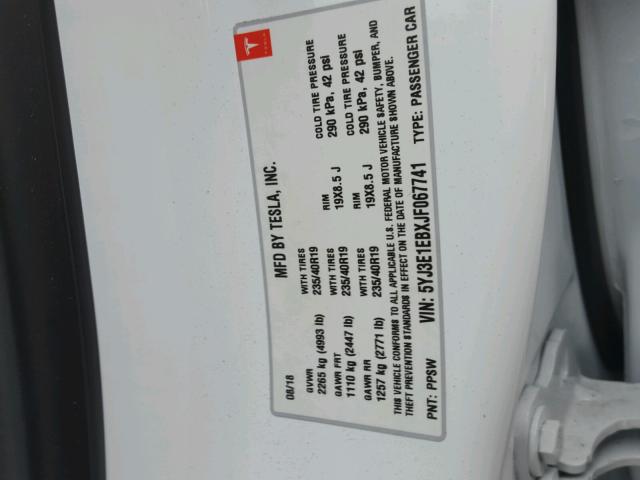 TESLA
08/18 MFD BY TESLA, INC.
GVWR WITH TIRES RIM COLD TIRE PRESSURE
2265 kg (4993 lb) 235/40R19 19X8.5 J 290 kPa, 42 psi
GAWR FRT WITH TIRES RIM COLD TIRE PRESSURE
1110 kg (2447 lb) 235/40R19 19X8.5 J 290 kPa, 42 psi
GAWR RR
1257 kg (2771 lb) 235/40R19
THIS VEHICLE CONFORMS TO ALL APPLICABLE U.S. FEDERAL MOTOR VEHICLE SAFETY, BUMPER, AND
THEFT PREVENTION STANDARDS IN EFFECT ON THE DATE OF MANUFACTURE SHOWN ABOVE.
PNT: PPSW VIN: 5YJ3E1EBXJF067741 TYPE: PASSENGER CAR